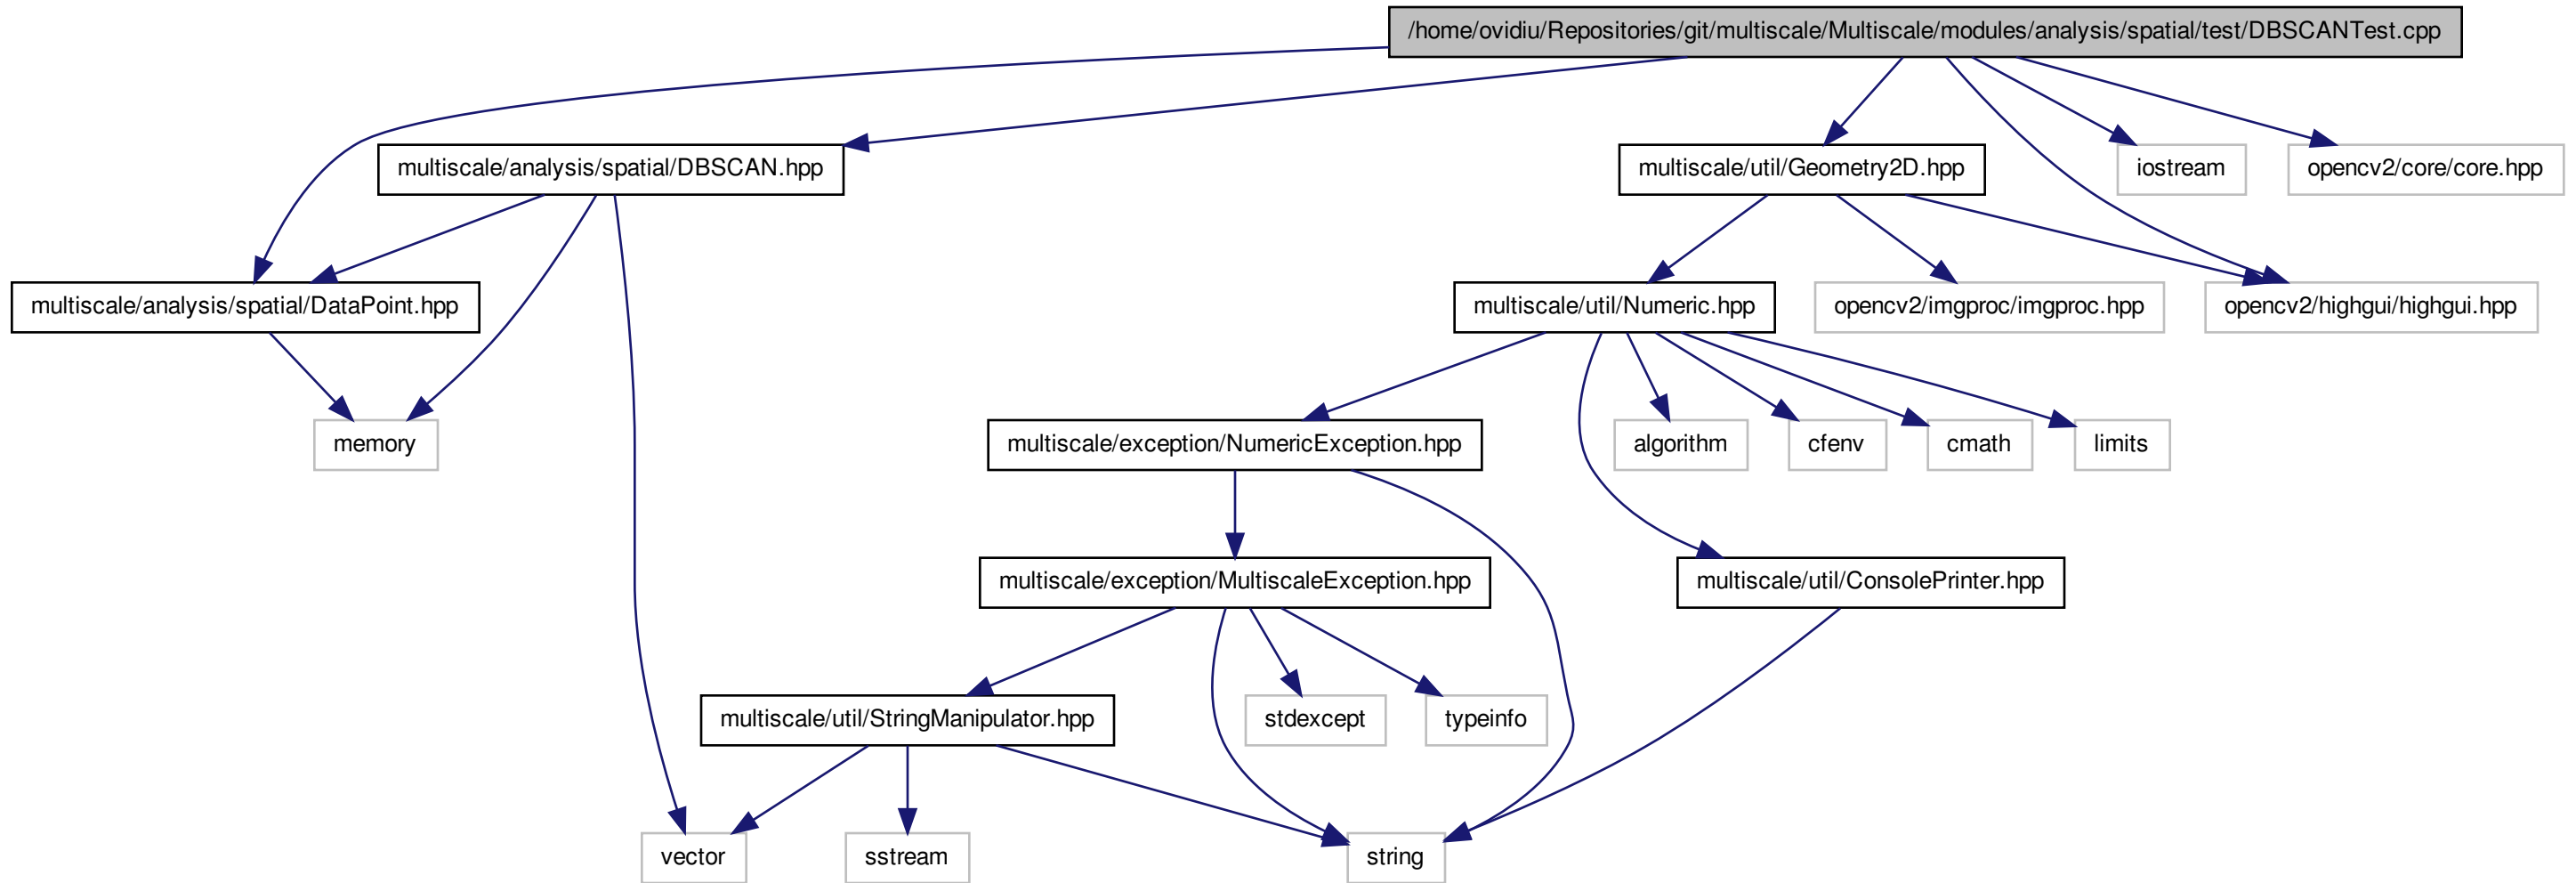 /home/ovidiu/Repositories/git/multiscale/Multiscale/modules/analysis/spatial/test/DBSCANTest.cpp
multiscale/analysis/spatial/DBSCAN.hpp
multiscale/util/Geometry2D.hpp
iostream
opencv2/core/core.hpp
multiscale/analysis/spatial/DataPoint.hpp
multiscale/util/Numeric.hpp
opencv2/imgproc/imgproc.hpp
opencv2/highgui/highgui.hpp
memory
multiscale/exception/NumericException.hpp
algorithm
cfenv
cmath
limits
multiscale/exception/MultiscaleException.hpp
multiscale/util/ConsolePrinter.hpp
multiscale/util/StringManipulator.hpp
stdexcept
typeinfo
vector
sstream
string